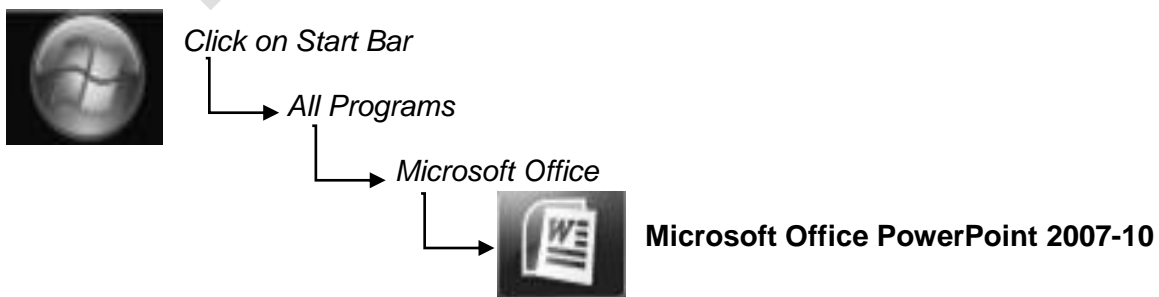 Click on Start Bar
All Programs
Microsoft Office
W
Microsoft Office PowerPoint 2007-10